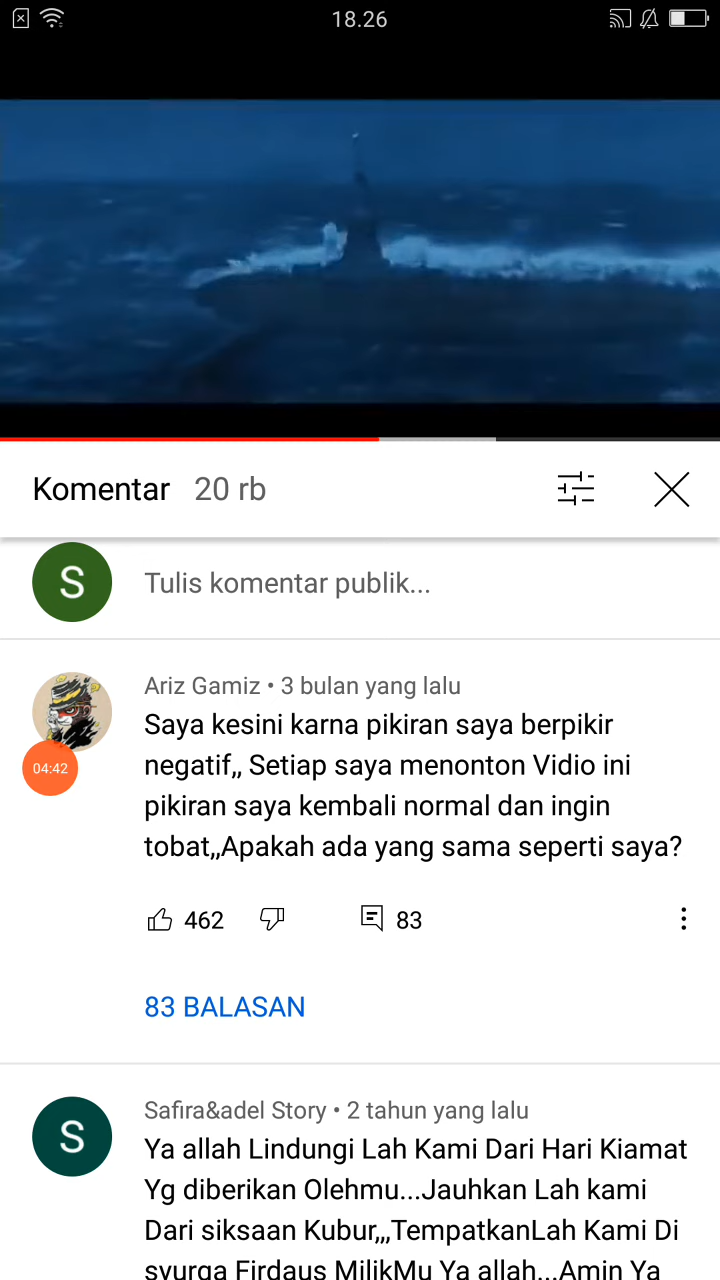 18.26
Komentar 20 rb
S
Tulis komentar publik...
Ariz Gamiz • 3 bulan yang lalu
Saya kesini karna pikiran saya berpikir
negatif,, Setiap saya menonton Vidio ini
04:42
pikiran saya kembali normal dan ingin
tobat,,Apakah ada yang sama seperti saya?
462 83
83 BALASAN
S
Safira&adel Story • 2 tahun yang lalu
Ya allah Lindungi Lah Kami Dari Hari Kiamat
Yg diberikan Olehmu...Jauhkan Lah kami
Dari siksaan Kubur,,,TempatkanLah Kami Di
syurga Firdaus MilikMu Ya allah...Amin Ya